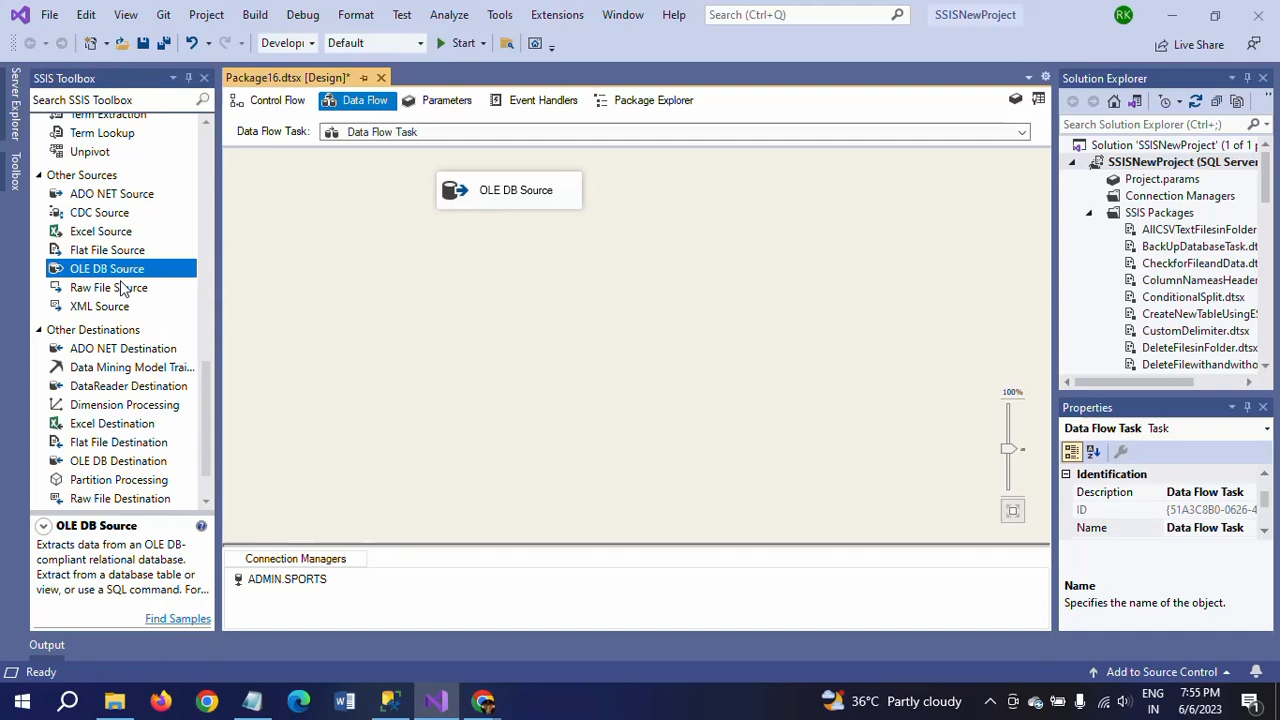 File Edit View Git Project Build Debug Format Test Analyze Tools Extensions Window Help Search (Ctrl+Q) SSISNewProject RK
Developi Default Start Live Share
Server Explorer
Toolbox
SSIS Toolbox
Search SSIS Toolbox
Term Extraction
Term Lookup
Unpivot
Other Sources
ADO NET Source
CDC Source
Excel Source
Flat File Source
OLE DB Source
Raw File Source
XML Source
Other Destinations
ADO NET Destination
Data Mining Model Trai...
DataReader Destination
Dimension Processing
Excel Destination
Flat File Destination
OLE DB Destination
Partition Processing
Raw File Destination
OLE DB Source
Extracts data from an OLE DB-
compliant relational database.
Extract from a database table or
view, or use a SQL command. For...
Find Samples
Package16.dtsx [Design]*
Control Flow Data Flow Parameters Event Handlers Package Explorer
Data Flow Task: Data Flow Task
OLE DB Source
100%
Connection Managers
ADMIN.SPORTS
Solution Explorer
Search Solution Explorer (Ctrl+;)
Solution 'SSISNewProject' (1 of 1 p
SSISNewProject (SQL Server
Project.params
Connection Managers
SSIS Packages
AllCSVTextFilesinFolder
BackUpDatabaseTask.dt
CheckforFileandData.dt
ColumnNameasHeader.
ConditionalSplit.dtsx
CreateNewTableUsingES
CustomDelimiter.dtsx
DeleteFilesinFolder.dtsx
DeleteFilewithandwitho
Properties
Data Flow Task Task
Identification
Description Data Flow Task
ID {51A3C8B0-0626-4
Name Data Flow Task
Name
Specifies the name of the object.
Output
Ready Add to Source Control
36°C Partly cloudy ENG IN 7:55 PM 6/6/2023 1